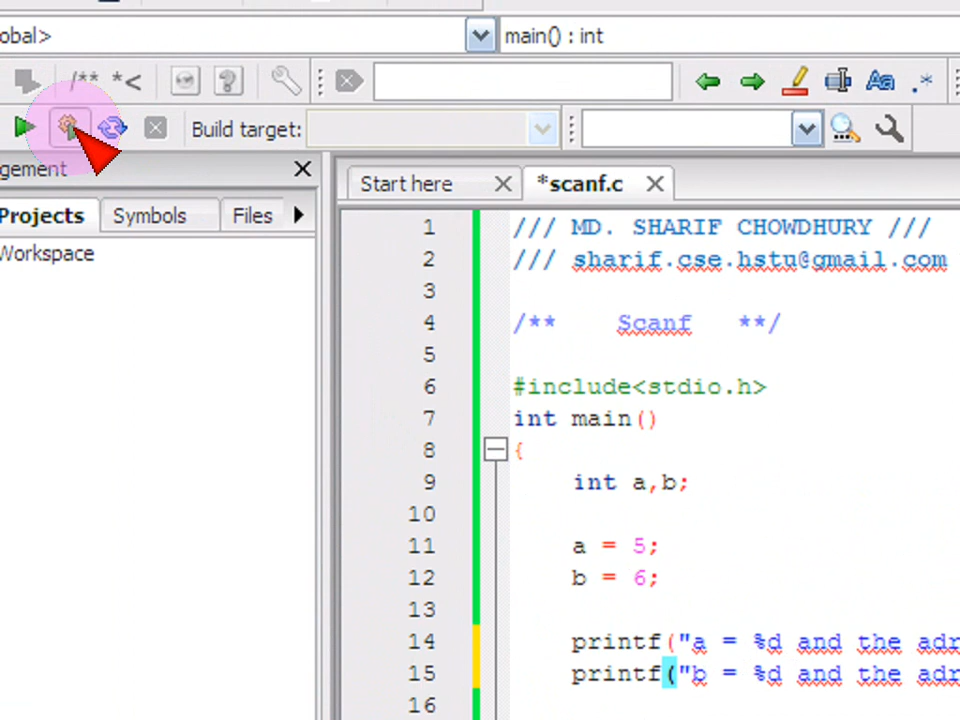 obal>
main() : int
/** *<
Aa
.*
Build target:
gement
Start here
*scanf.c
Projects
Symbols
Files
Workspace
1 /// MD. SHARIF CHOWDHURY ///
2 /// sharif.cse.hstu@gmail.com
3
4 /** Scanf **/
5
6 #include<stdio.h>
7 int main()
8 {
9 int a,b;
10
11 a = 5;
12 b = 6;
13
14 printf("a = %d and the adr
15 printf("b = %d and the adr
16